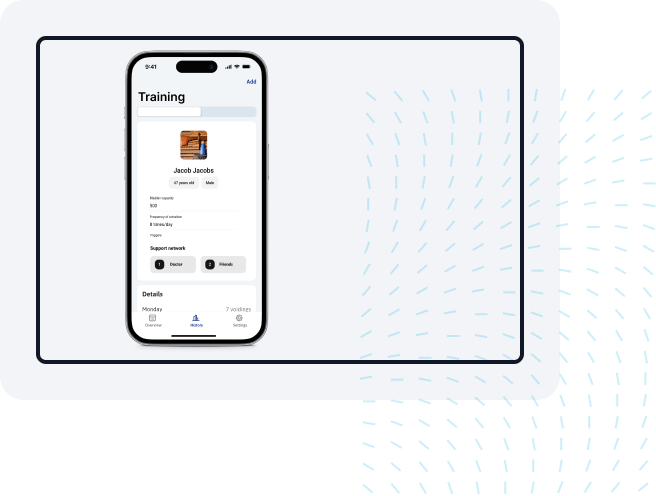 9:41
Add
Training
Jacob Jacobs
47 years old
Male
Bladder capacity
500
Frequency of urination
8 times/day
Triggers
Support network
1 Doctor
2 Friends
Details
Monday 7 voidings
Overview
History
Settings